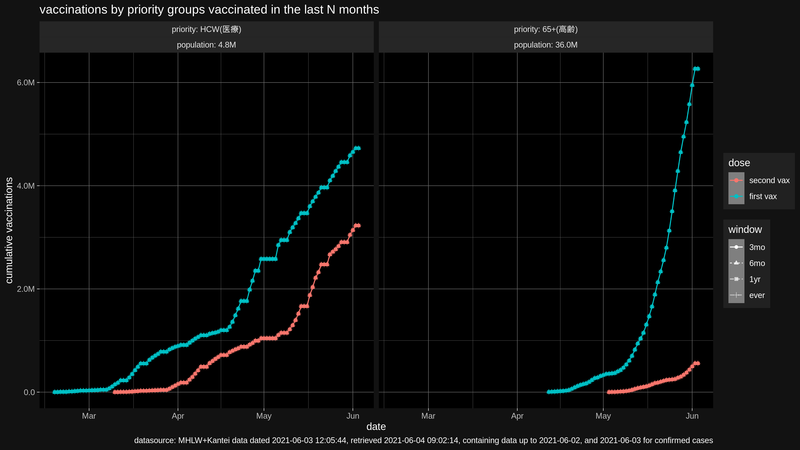 vaccinations by priority groups vaccinated in the last N months
priority: HCW(医療)
population: 4.8M
priority: 65+(高齢)
population: 36.0M
6.0M
4.0M
2.0M
0.0
cumulative vaccinations
Mar
Apr
May
Jun
Mar
Apr
May
Jun
date
dose
second vax
first vax
window
3mo
6mo
1yr
ever
datasource: MHLW+Kantei data dated 2021-06-03 12:05:44, retrieved 2021-06-04 09:02:14, containing data up to 2021-06-02, and 2021-06-03 for confirmed cases